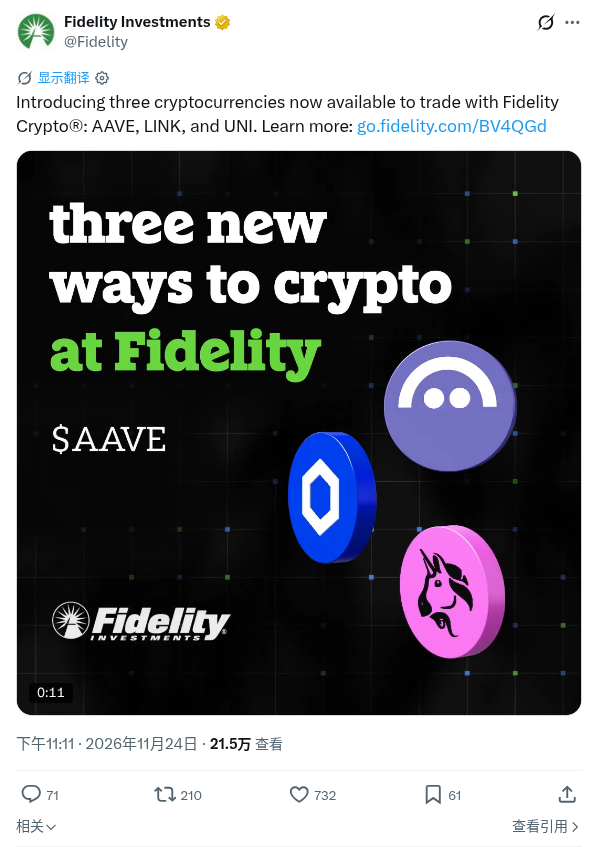 Fidelity Investments
@Fidelity
显示翻译
Introducing three cryptocurrencies now available to trade with Fidelity
Crypto®: AAVE, LINK, and UNI. Learn more: go.fidelity.com/BV4QGd
three new
ways to crypto
at Fidelity
$AAVE
Fidelity
INVESTMENTS®
0:11
下午11:11 · 2026年11月24日 · 21.5万 查看
71 210 732 61
相关 查看引用